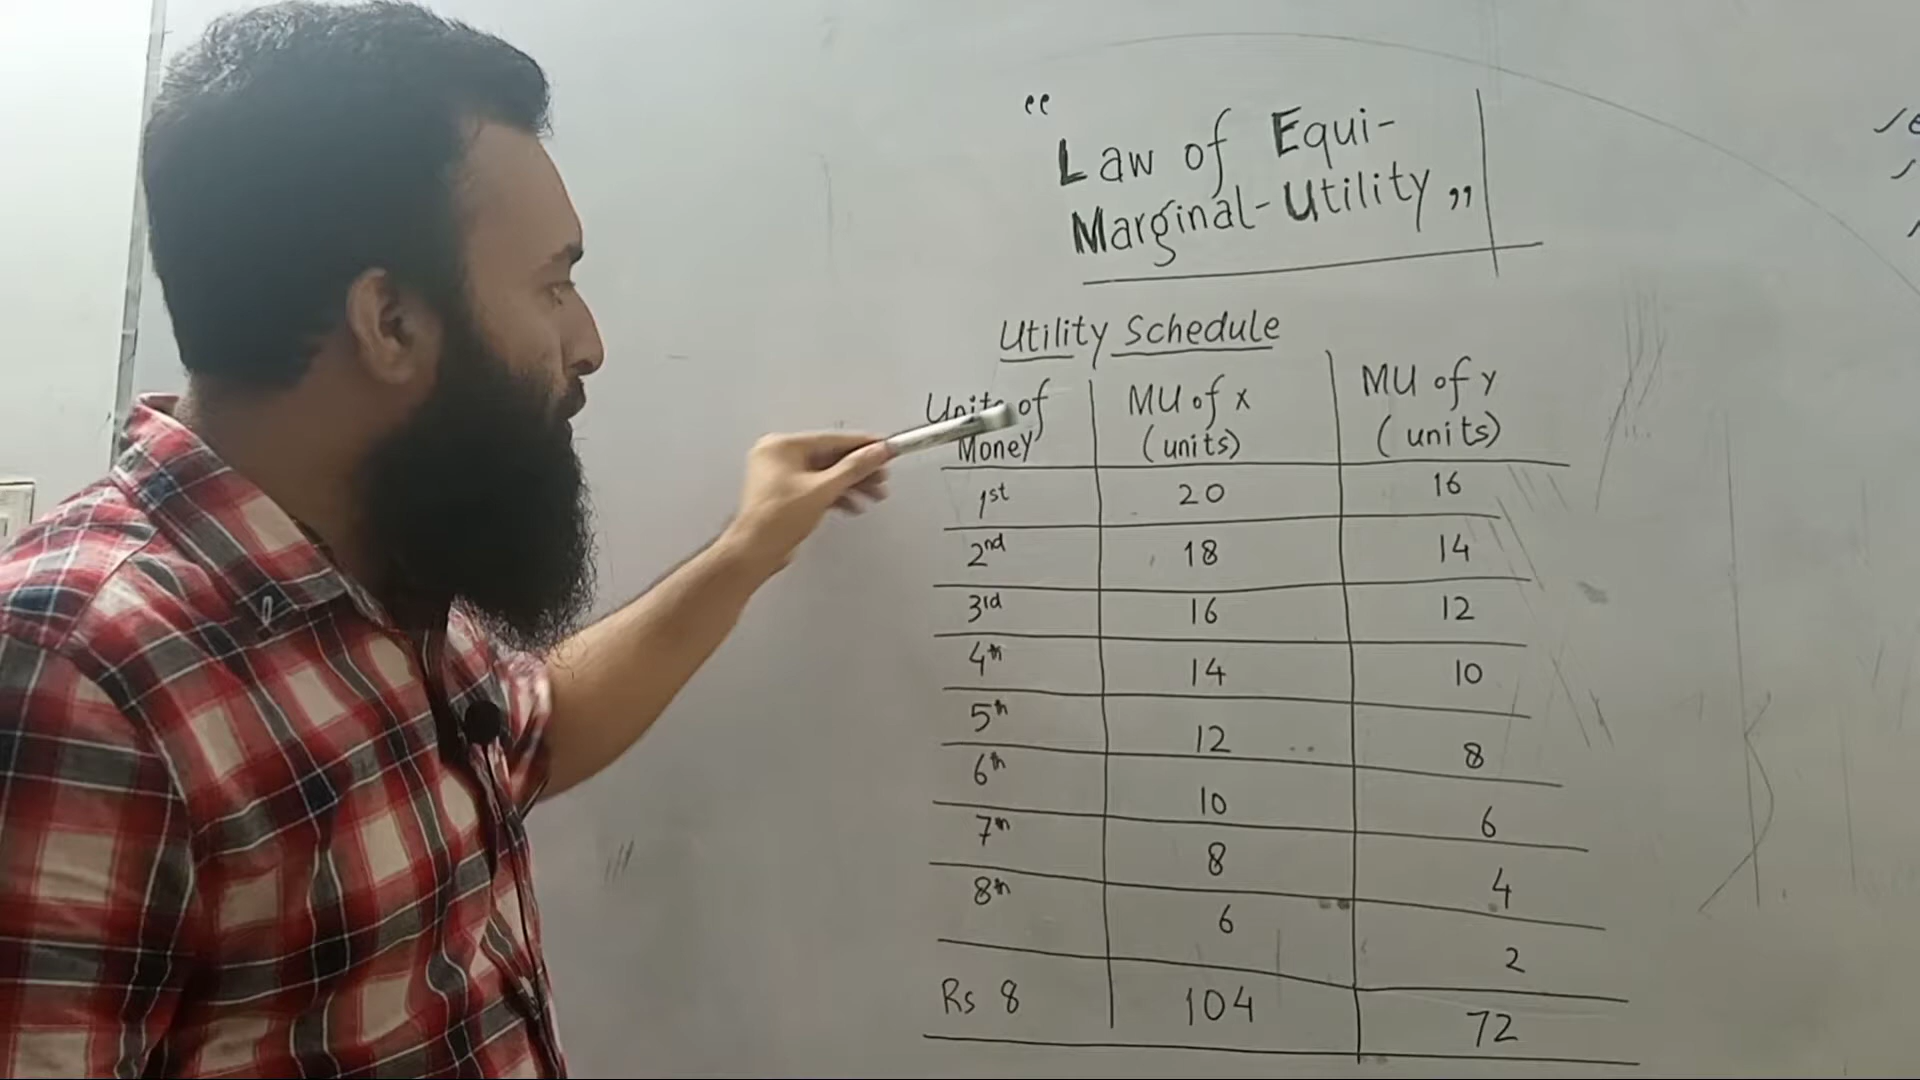 “Law of Equi-
Marginal-Utility”
Utility Schedule
Units of Money | MU of x (units) | MU of y (units)
1st | 20 | 16
2nd | 18 | 14
3rd | 16 | 12
4th | 14 | 10
5th | 12 | 8
6th | 10 | 6
7th | 8 | 4
8th | 6 | 2
Rs 8 | 104 | 72